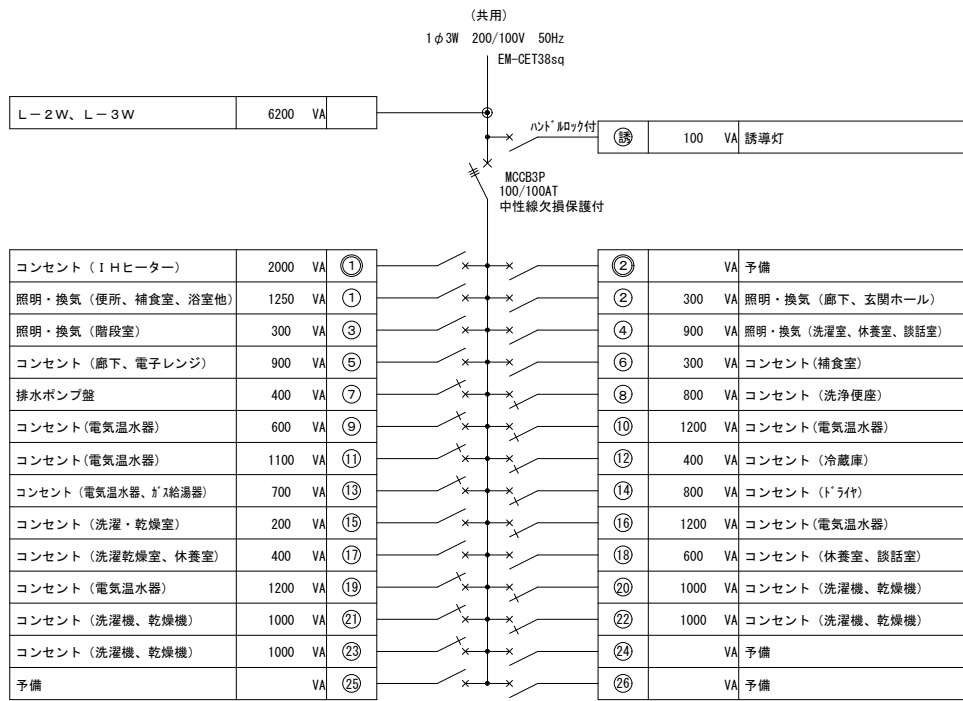 (共用)
1φ3W 200/100V 50Hz
EM-CET38sq
L－2W、L－3W 6200 VA
ﾊﾝﾄﾞﾙﾛｯｸ付 誘 100 VA 誘導灯
MCCB3P
100/100AT
中性線欠損保護付
コンセント（ＩＨヒーター） 2000 VA ① ② VA 予備
照明・換気（便所、補食室、浴室他） 1250 VA ① ② 300 VA 照明・換気（廊下、玄関ホール）
照明・換気（階段室） 300 VA ③ ④ 900 VA 照明・換気（洗濯室、休養室、談話室）
コンセント（廊下、電子レンジ） 900 VA ⑤ ⑥ 300 VA コンセント(補食室)
排水ポンプ盤 400 VA ⑦ ⑧ 800 VA コンセント（洗浄便座）
コンセント(電気温水器) 600 VA ⑨ ⑩ 1200 VA コンセント(電気温水器)
コンセント(電気温水器) 1100 VA ⑪ ⑫ 400 VA コンセント（冷蔵庫）
コンセント（電気温水器、ｶﾞｽ給湯器） 700 VA ⑬ ⑭ 800 VA コンセント（ﾄﾞﾗｲﾔ）
コンセント（洗濯・乾燥室） 200 VA ⑮ ⑯ 1200 VA コンセント(電気温水器)
コンセント（洗濯乾燥室、休養室） 400 VA ⑰ ⑱ 600 VA コンセント（休養室、談話室）
コンセント（電気温水器） 1200 VA ⑲ ⑳ 1000 VA コンセント（洗濯機、乾燥機）
コンセント（洗濯機、乾燥機） 1000 VA ㉑ ㉒ 1000 VA コンセント（洗濯機、乾燥機）
コンセント（洗濯機、乾燥機） 1000 VA ㉓ ㉔ VA 予備
予備 VA ㉕ ㉖ VA 予備